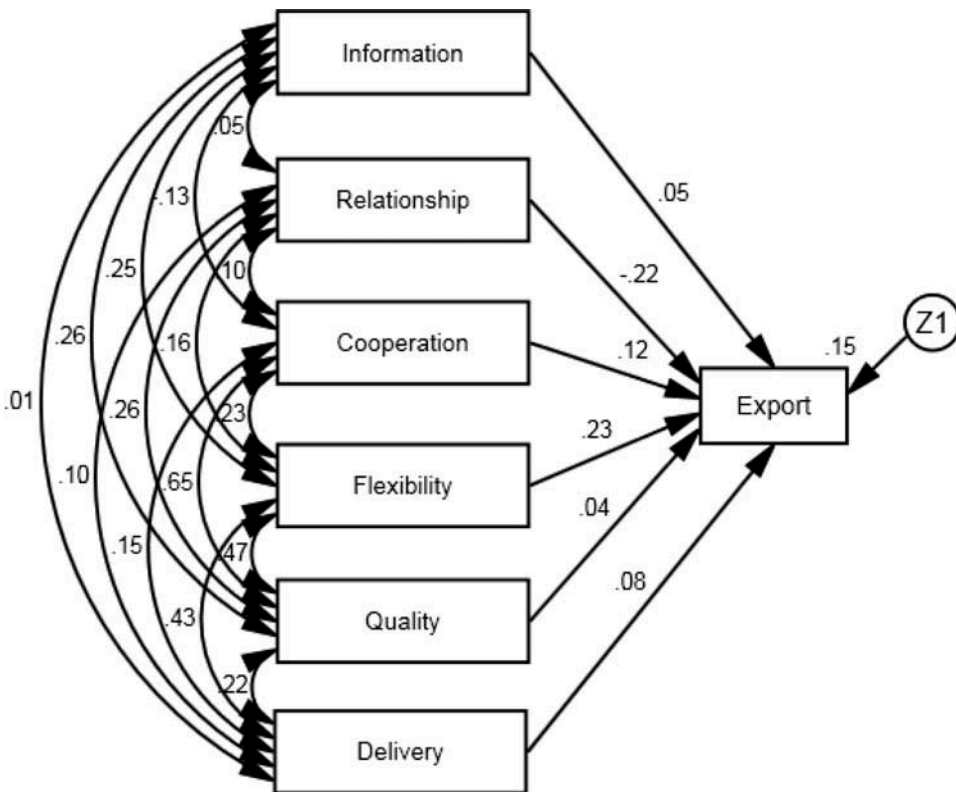 Information
.05
-.13
.05
Relationship
-.22
.25
.10
Z1
.26
.16
Cooperation
.12
.15
.01
Export
.26
.23
.23
.10
.65
Flexibility
.04
.15
.47
.08
.43
Quality
.22
Delivery